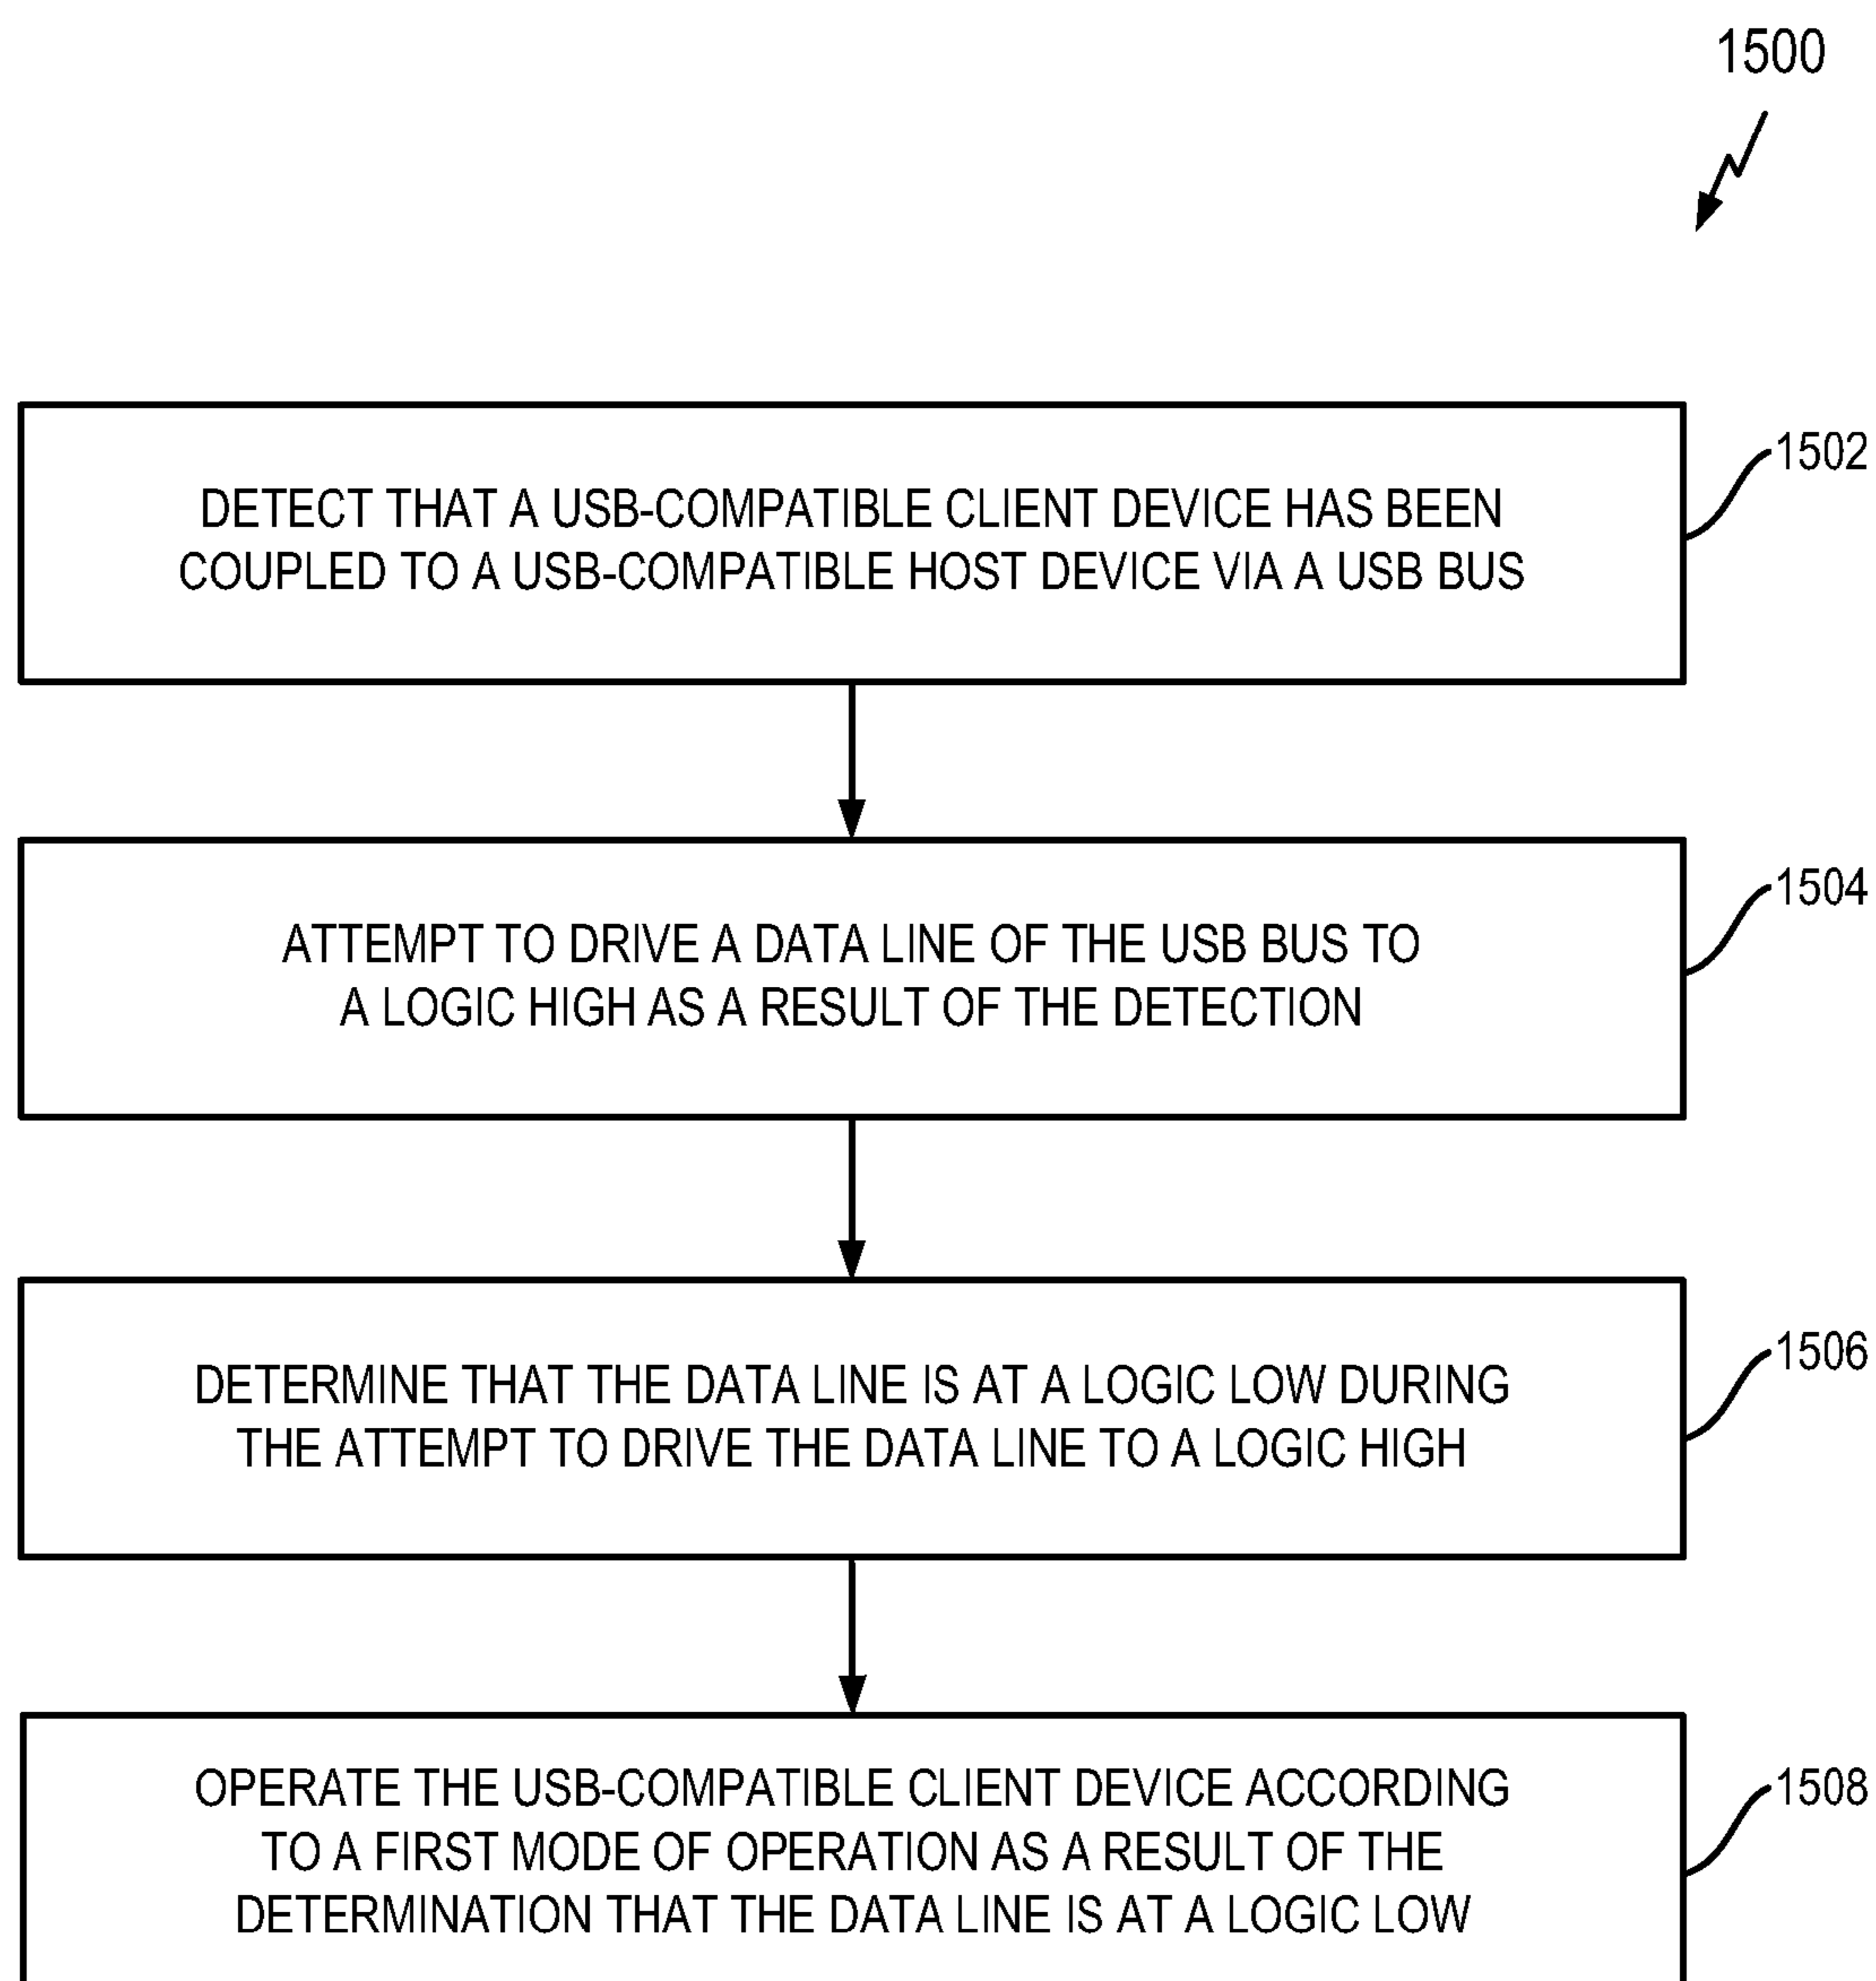 1500
DETECT THAT A USB-COMPATIBLE CLIENT DEVICE HAS BEEN
COUPLED TO A USB-COMPATIBLE HOST DEVICE VIA A USB BUS
1502
ATTEMPT TO DRIVE A DATA LINE OF THE USB BUS TO
A LOGIC HIGH AS A RESULT OF THE DETECTION
1504
DETERMINE THAT THE DATA LINE IS AT A LOGIC LOW DURING
THE ATTEMPT TO DRIVE THE DATA LINE TO A LOGIC HIGH
1506
OPERATE THE USB-COMPATIBLE CLIENT DEVICE ACCORDING
TO A FIRST MODE OF OPERATION AS A RESULT OF THE
DETERMINATION THAT THE DATA LINE IS AT A LOGIC LOW
1508